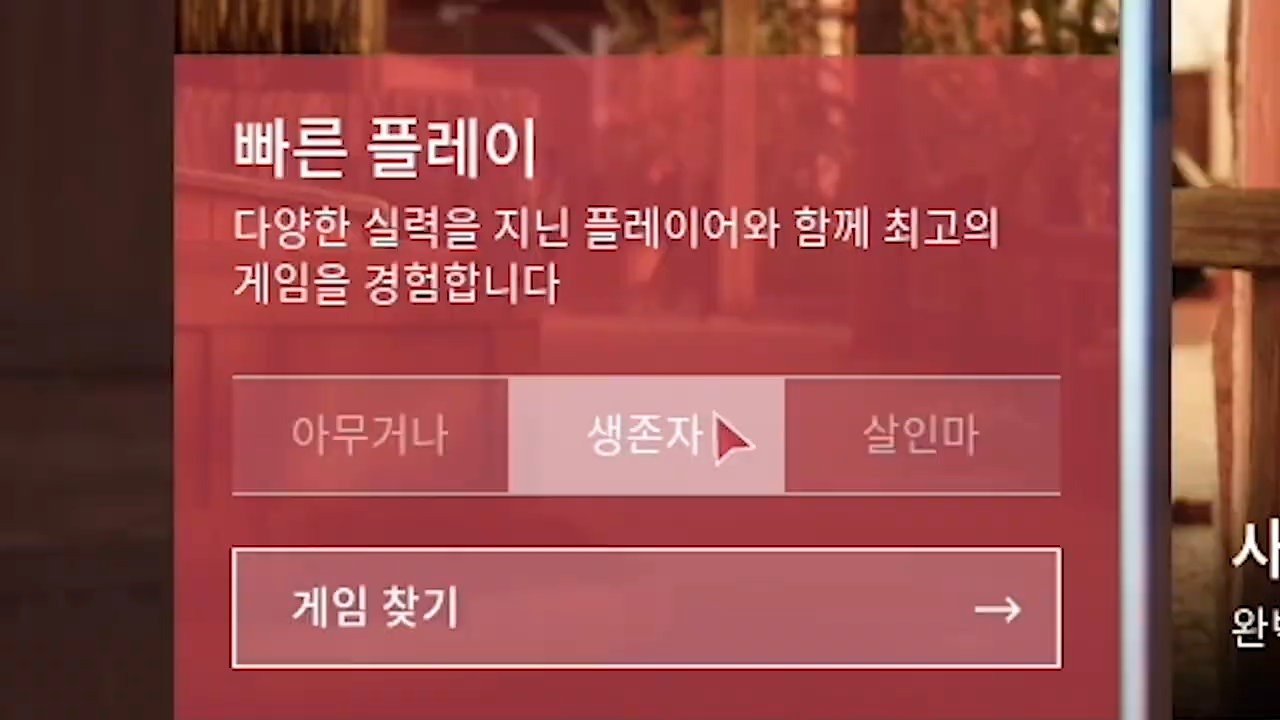 빠른 플레이
다양한 실력을 지닌 플레이어와 함께 최고의
게임을 경험합니다
아무거나
생존자
살인마
게임 찾기